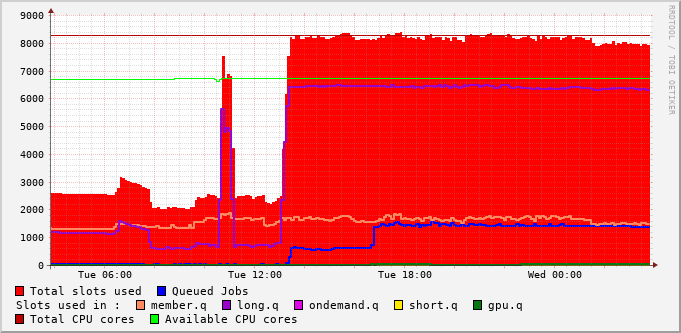 9000
8000
7000
6000
5000
4000
3000
2000
1000
0
Tue 06:00 Tue 12:00 Tue 18:00 Wed 00:00
Total slots used Queued Jobs
Slots used in : member.q long.q ondemand.q short.q gpu.q
Total CPU cores Available CPU cores
RRDTOOL / TOBI OETIKER